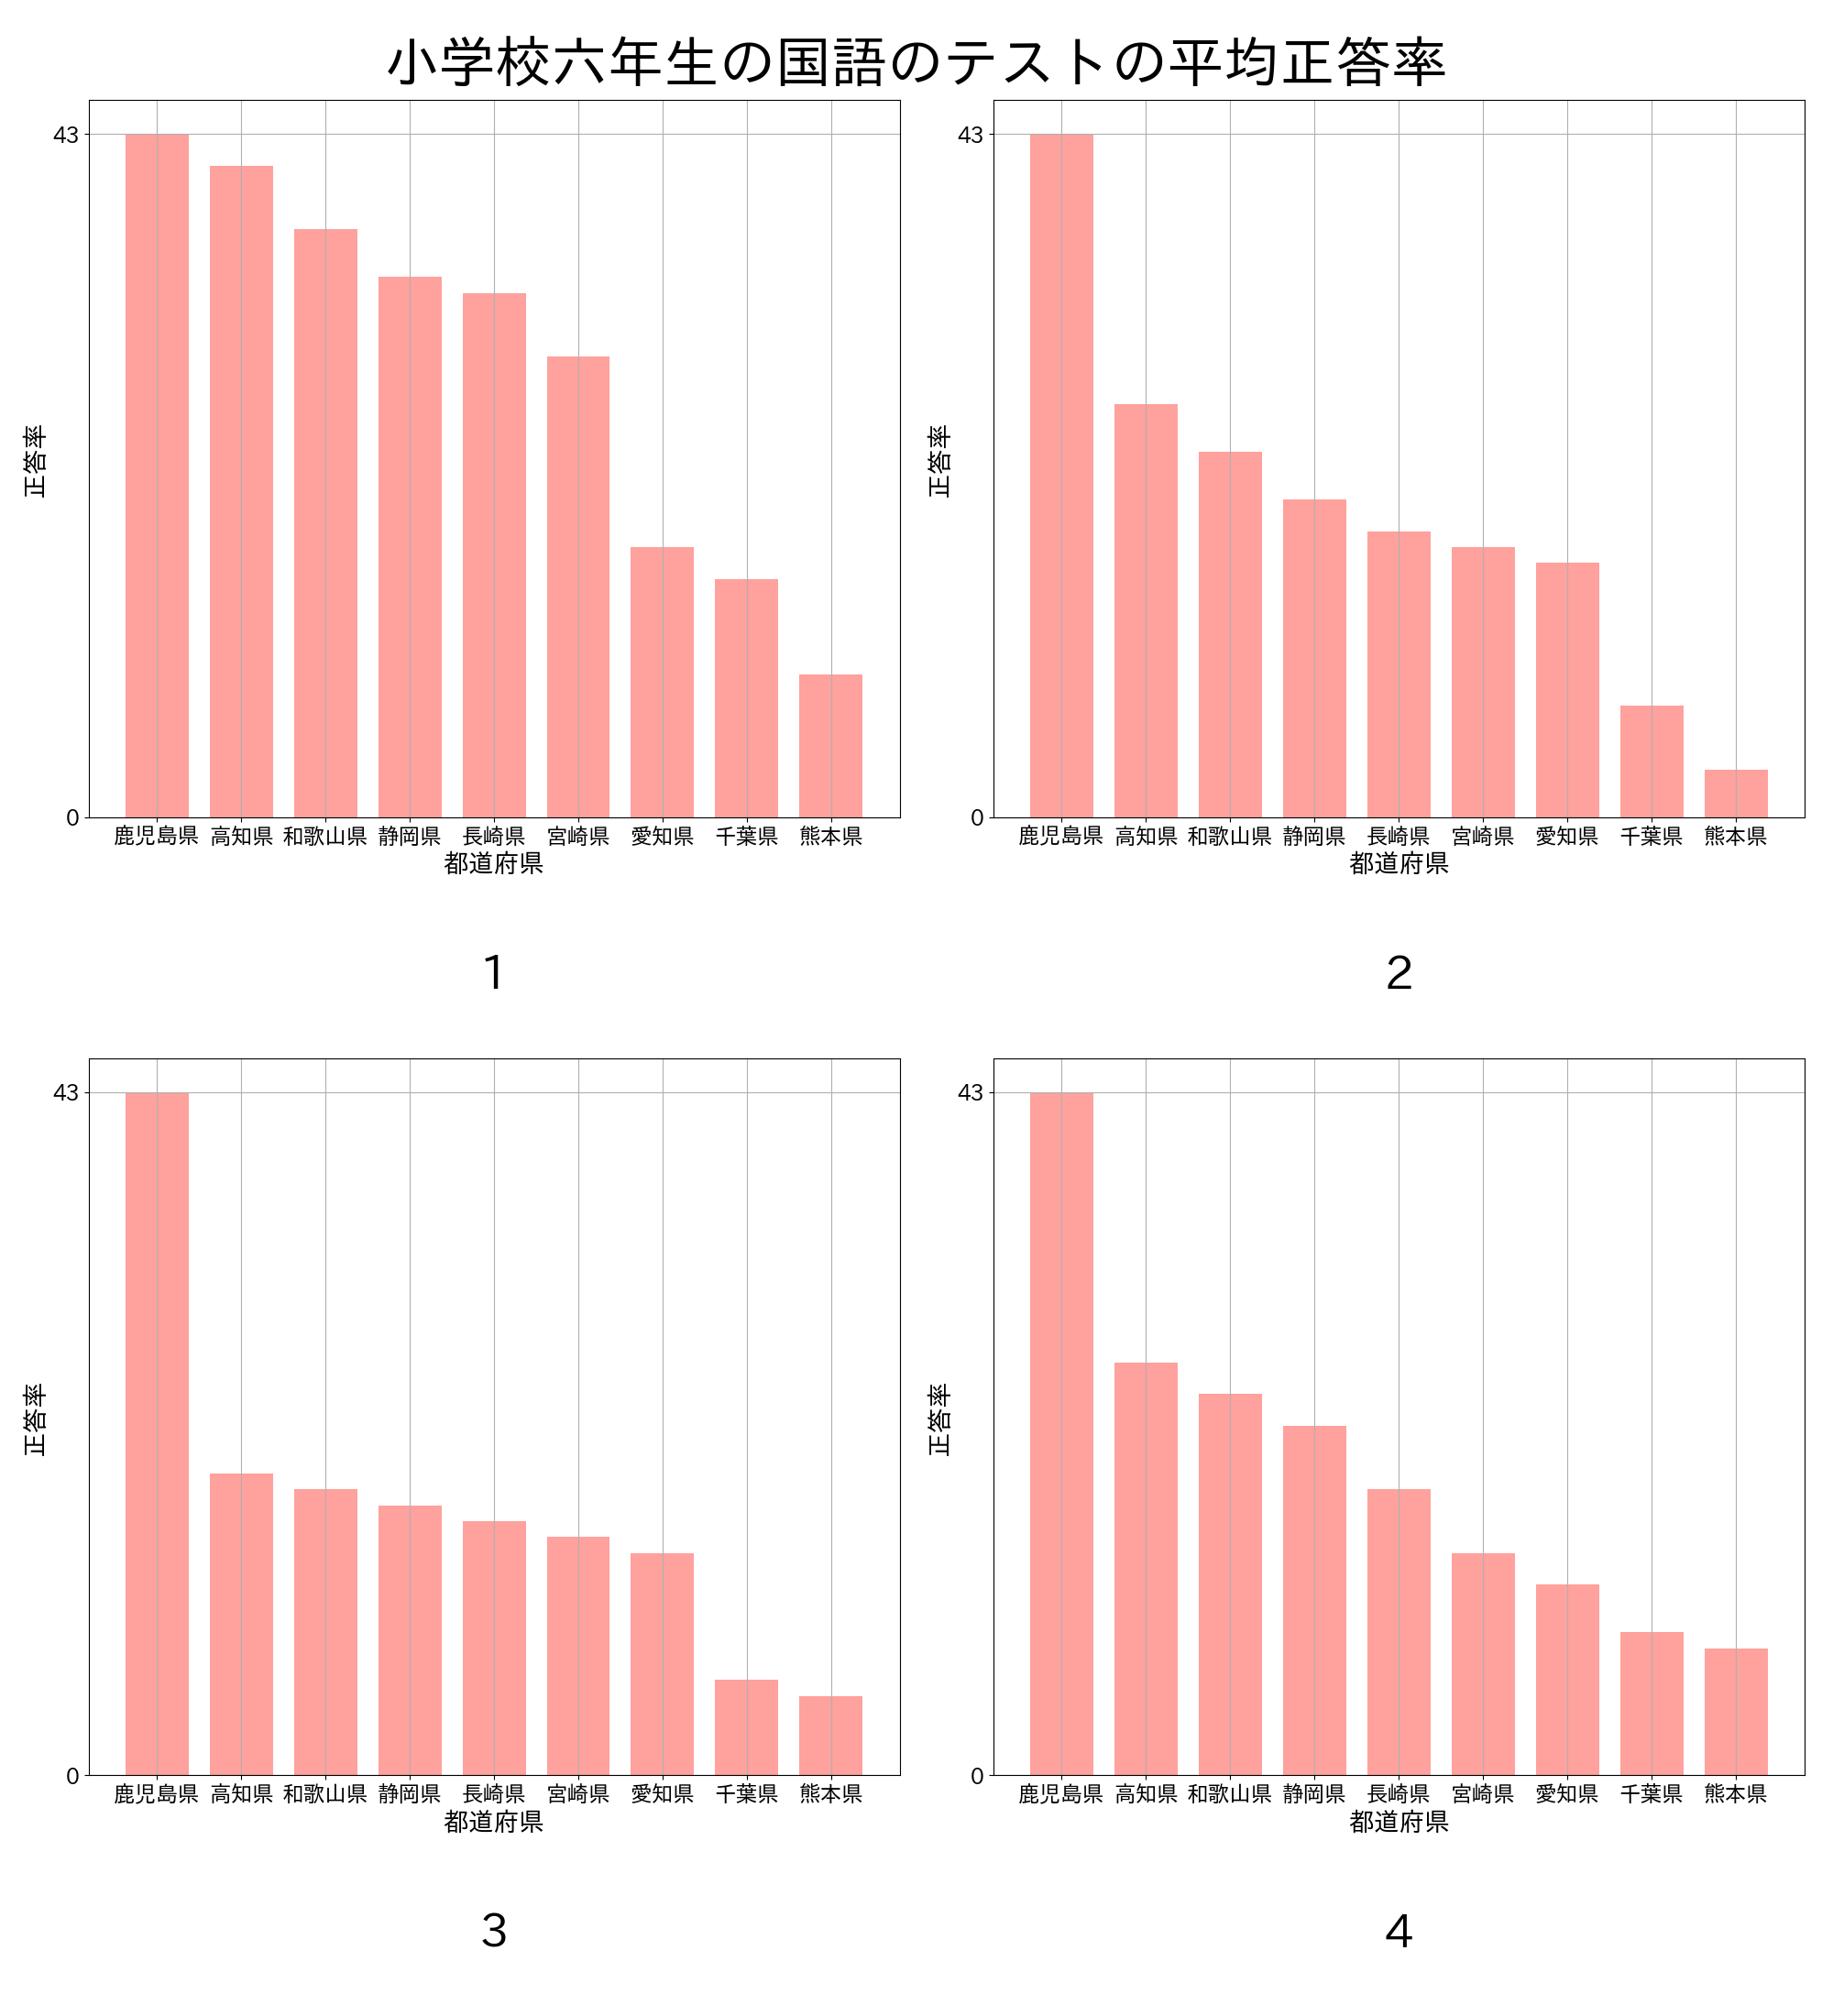 小学校六年生の国語のテストの平均正答率
43
0
正答率
鹿児島県 高知県 和歌山県 静岡県 長崎県 宮崎県 愛知県 千葉県 熊本県
都道府県
1
43
0
正答率
鹿児島県 高知県 和歌山県 静岡県 長崎県 宮崎県 愛知県 千葉県 熊本県
都道府県
2
43
0
正答率
鹿児島県 高知県 和歌山県 静岡県 長崎県 宮崎県 愛知県 千葉県 熊本県
都道府県
3
43
0
正答率
鹿児島県 高知県 和歌山県 静岡県 長崎県 宮崎県 愛知県 千葉県 熊本県
都道府県
4